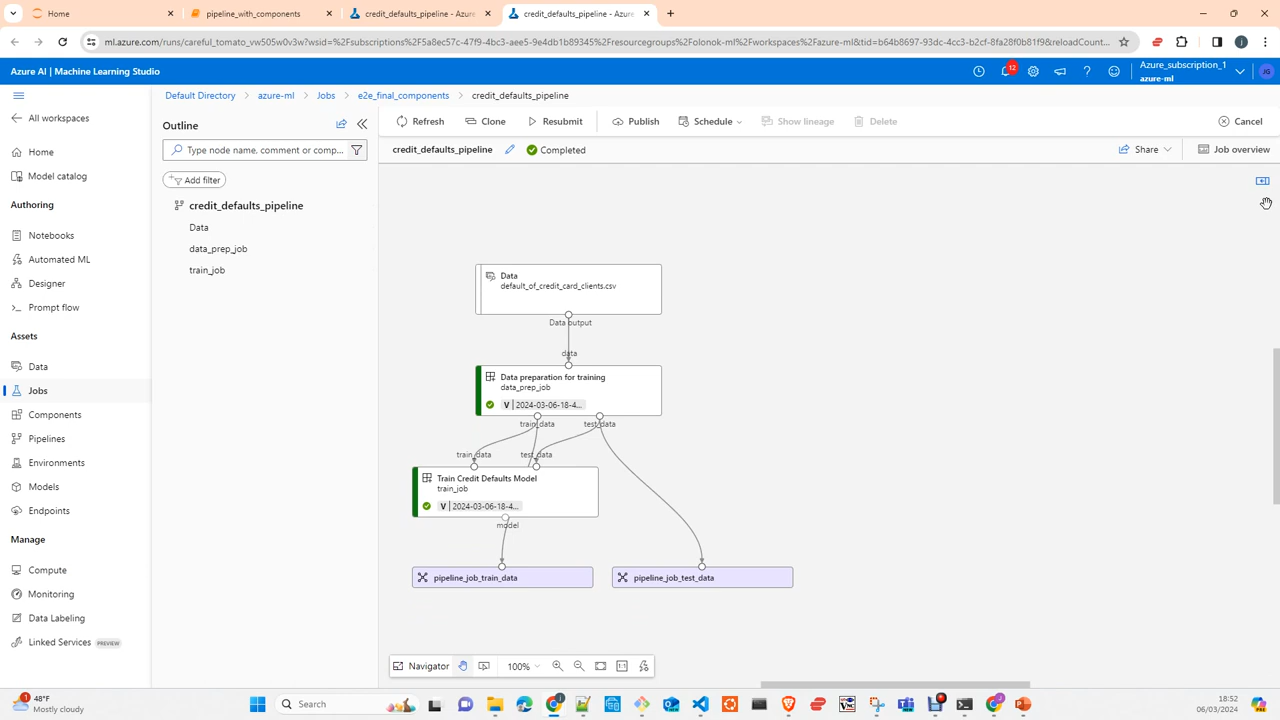 Home
pipeline_with_components
credit_defaults_pipeline - Azure
credit_defaults_pipeline - Azure
ml.azure.com/runs/careful_tomato_vw505w0v3w?wsid=%2Fsubscriptions%2F5a8ec57c-47f9-4bc3-aee5-9e4db1b89345%2Fresourcegroups%2Folonok-ml%2Fworkspaces%2Fazure-ml&tid=b64b8697-93dc-4cc3-b2cf-8fa28f0b81f9&reloadCount...
Azure AI | Machine Learning Studio
12
Azure_subscription_1
azure-ml
JG
Default Directory > azure-ml > Jobs > e2e_final_components > credit_defaults_pipeline
All workspaces
Home
Model catalog
Authoring
Notebooks
Automated ML
Designer
Prompt flow
Assets
Data
Jobs
Components
Pipelines
Environments
Models
Endpoints
Manage
Compute
Monitoring
Data Labeling
Linked Services PREVIEW
Outline
Type node name, comment or comp...
Add filter
credit_defaults_pipeline
Data
data_prep_job
train_job
Refresh Clone Resubmit Publish Schedule Show lineage Delete Cancel
credit_defaults_pipeline Completed Share Job overview
Data
default_of_credit_card_clients.csv
Data output
data
Data preparation for training
data_prep_job
V | 2024-03-06-18-4...
train_data test_data
train_data test_data
Train Credit Defaults Model
train_job
V | 2024-03-06-18-4...
model
pipeline_job_train_data pipeline_job_test_data
Navigator 100%
1
48°F
Mostly cloudy
Search
18:52
06/03/2024